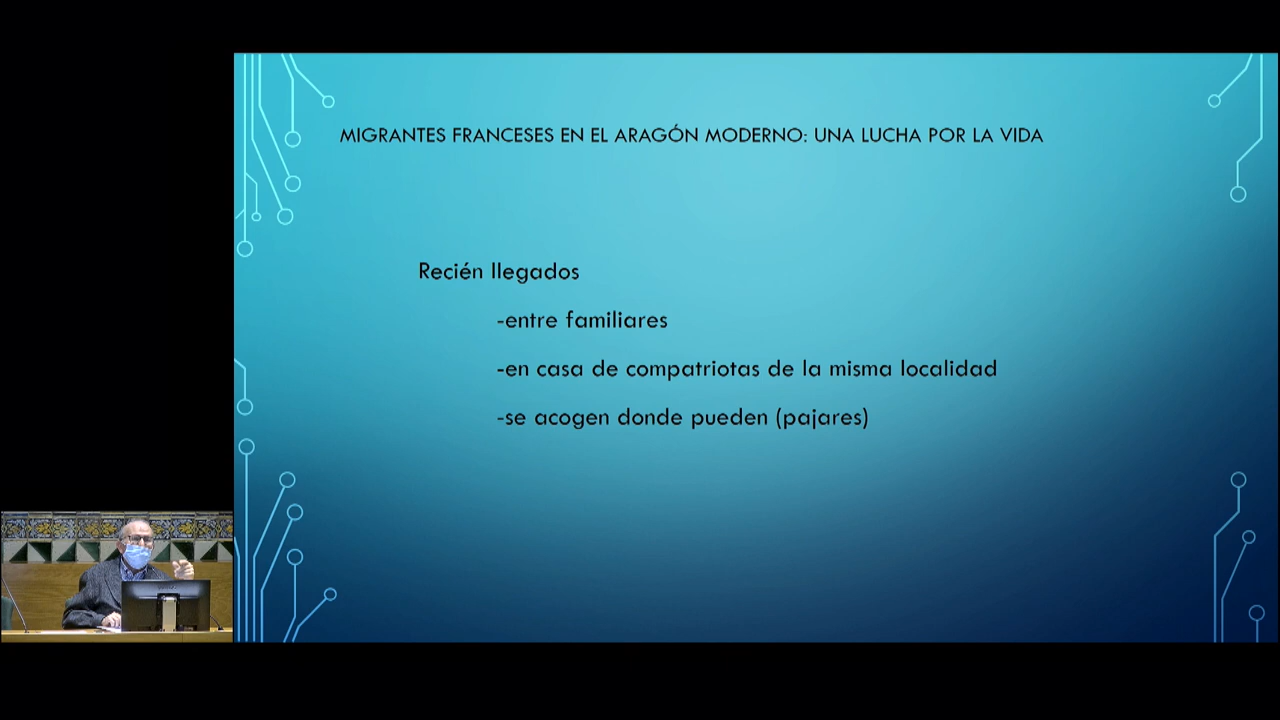 MIGRANTES FRANCESES EN EL ARAGÓN MODERNO: UNA LUCHA POR LA VIDA
Recién llegados
-entre familiares
-en casa de compatriotas de la misma localidad
-se acogen donde pueden (pajares)